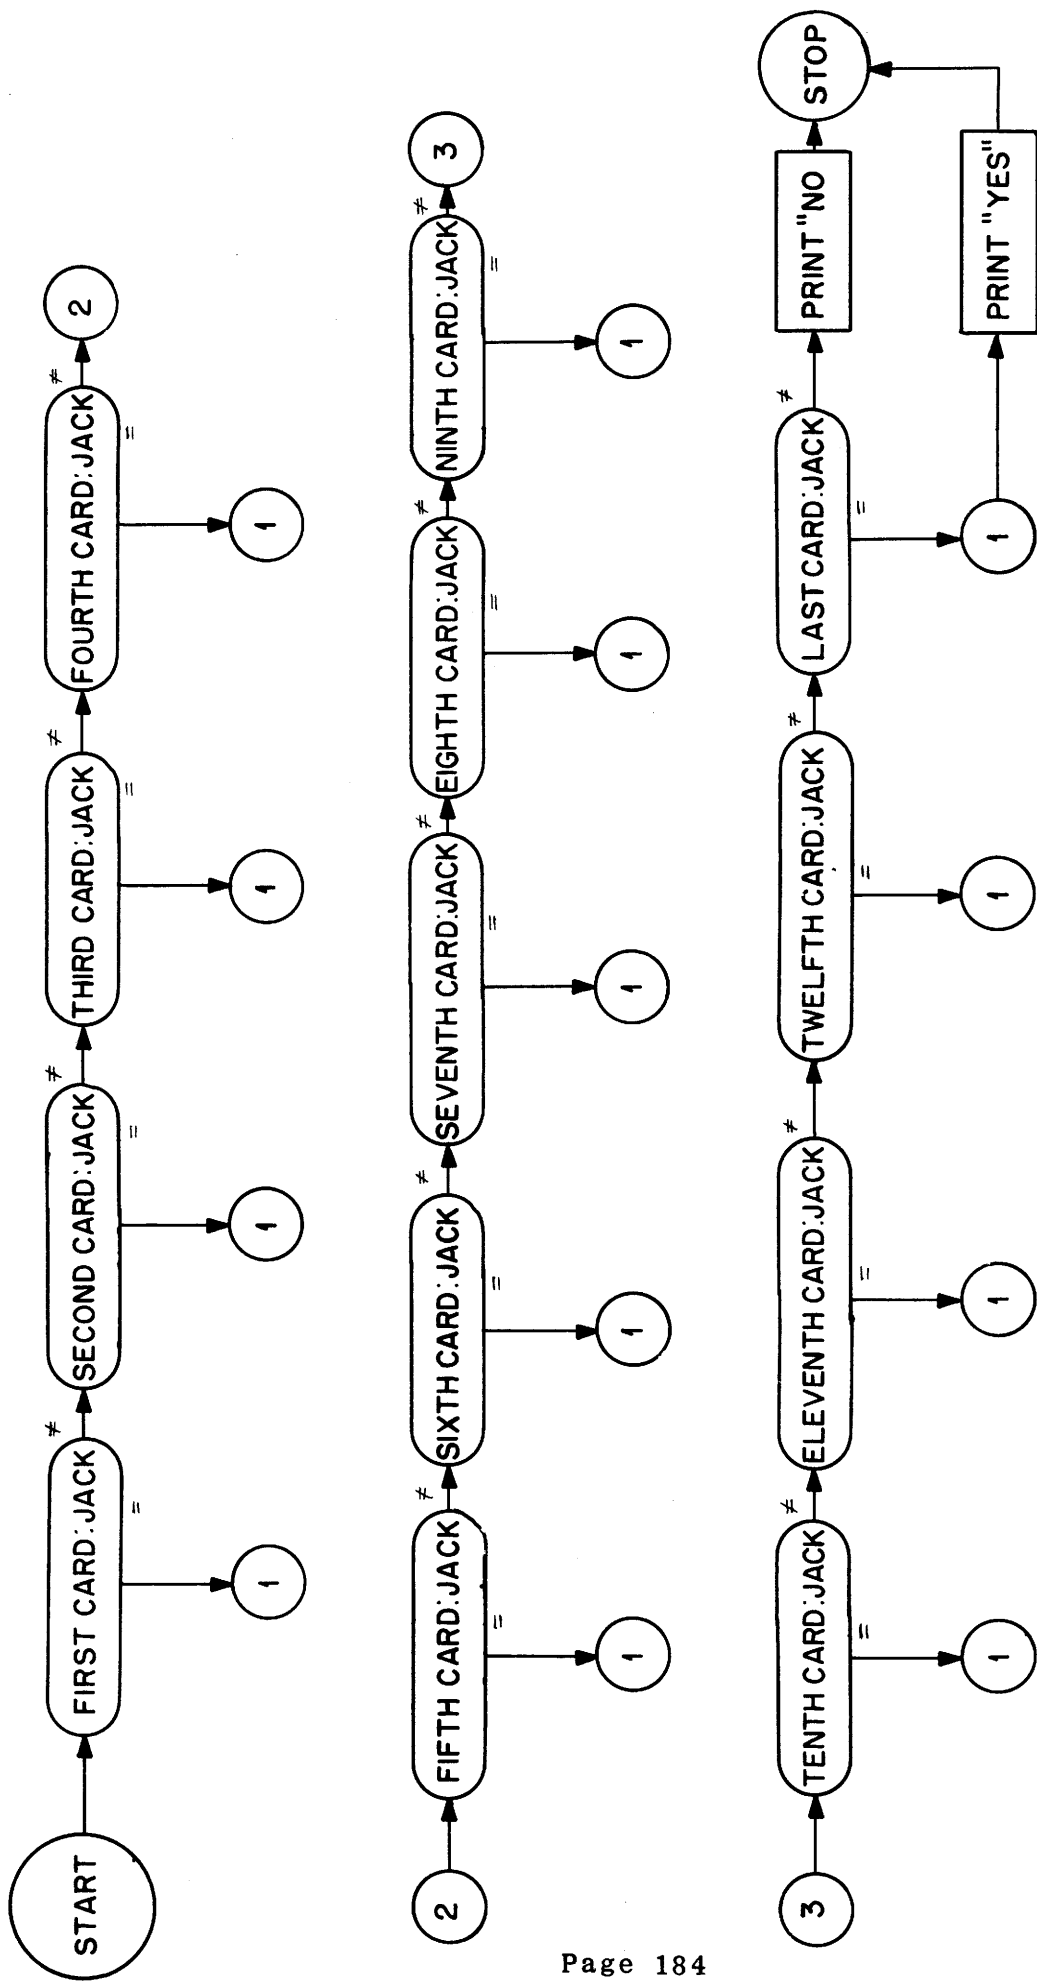 START
FIRST CARD:JACK
≠
=
1
SECOND CARD:JACK
≠
=
1
THIRD CARD:JACK
≠
=
1
FOURTH CARD:JACK
≠
=
1
2
2
FIFTH CARD:JACK
≠
=
1
SIXTH CARD:JACK
≠
=
1
SEVENTH CARD:JACK
≠
=
1
EIGHTH CARD:JACK
≠
=
1
NINTH CARD:JACK
≠
=
1
3
3
TENTH CARD:JACK
≠
=
1
ELEVENTH CARD:JACK
≠
=
1
TWELFTH CARD:JACK
≠
=
1
LAST CARD:JACK
≠
=
1
PRINT "NO
STOP
PRINT "YES"
Page 184